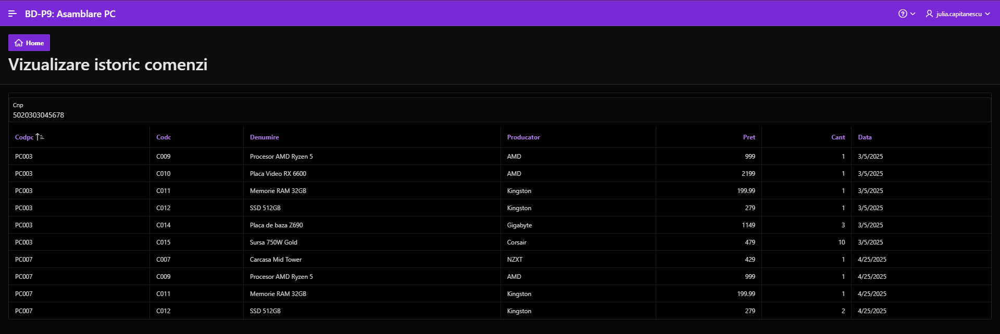 BD-P9: Asamblare PC
julia.capitanescu
Home
Vizualizare istoric comenzi
Cnp
5020303045678
Codpc Codc Denumire Producator Pret Cant Data
PC003 C009 Procesor AMD Ryzen 5 AMD 999 1 3/5/2025
PC003 C010 Placa Video RX 6600 AMD 2199 1 3/5/2025
PC003 C011 Memorie RAM 32GB Kingston 199.99 1 3/5/2025
PC003 C012 SSD 512GB Kingston 279 1 3/5/2025
PC003 C014 Placa de baza Z690 Gigabyte 1149 3 3/5/2025
PC003 C015 Sursa 750W Gold Corsair 479 10 3/5/2025
PC007 C007 Carcasa Mid Tower NZXT 429 1 4/25/2025
PC007 C009 Procesor AMD Ryzen 5 AMD 999 1 4/25/2025
PC007 C011 Memorie RAM 32GB Kingston 199.99 1 4/25/2025
PC007 C012 SSD 512GB Kingston 279 2 4/25/2025